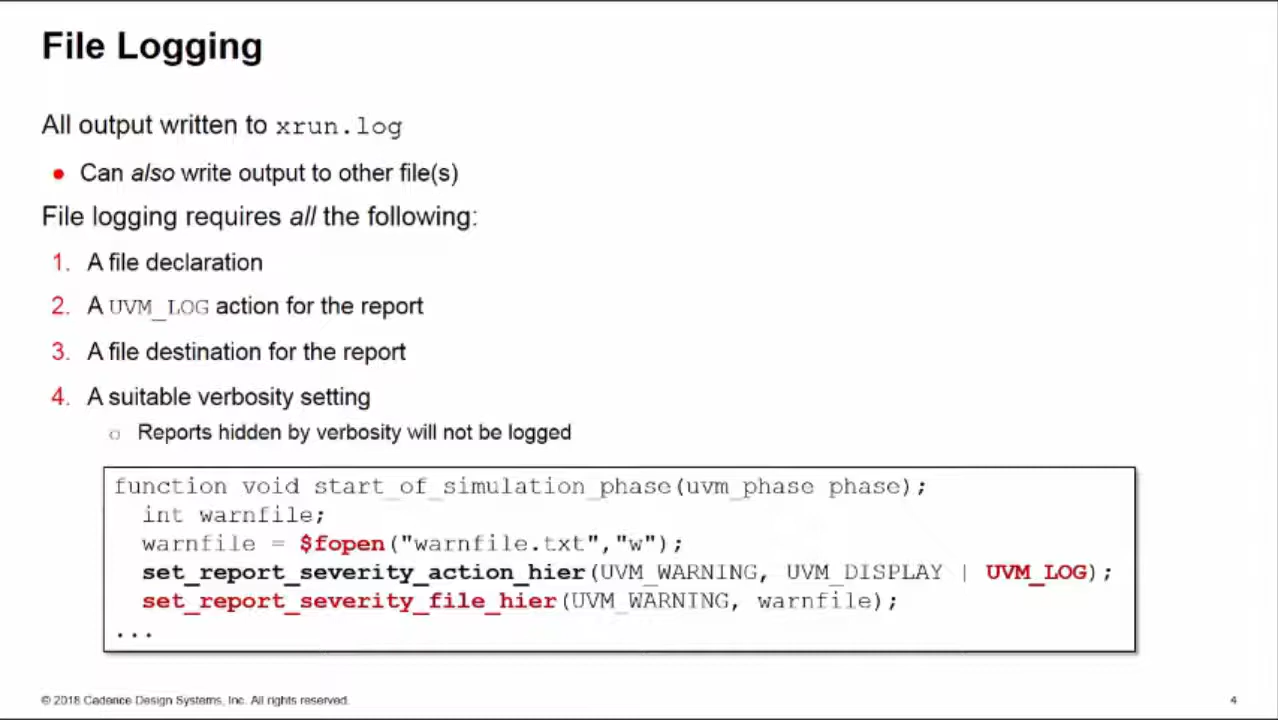 File Logging
All output written to xrun.log
● Can also write output to other file(s)
File logging requires all the following:
1. A file declaration
2. A UVM_LOG action for the report
3. A file destination for the report
4. A suitable verbosity setting
○ Reports hidden by verbosity will not be logged
function void start_of_simulation_phase(uvm_phase phase);
int warnfile;
warnfile = $fopen("warnfile.txt","w");
set_report_severity_action_hier(UVM_WARNING, UVM_DISPLAY | UVM_LOG);
set_report_severity_file_hier(UVM_WARNING, warnfile);
...
© 2018 Cadence Design Systems, Inc. All rights reserved.
4